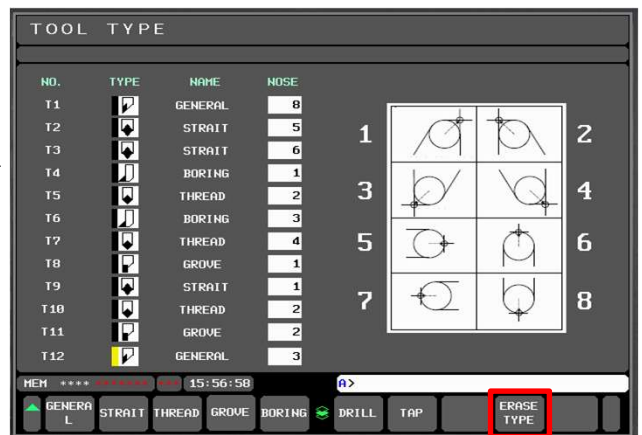 TOOL TYPE
NO. TYPE NAME NOSE
T1 GENERAL 8
T2 STRAIT 5
T3 STRAIT 6
T4 BORING 1
T5 THREAD 2
T6 BORING 3
T7 THREAD 4
T8 GROVE 1
T9 STRAIT 1
T10 THREAD 2
T11 GROVE 2
T12 GENERAL 3
1 2
3 4
5 6
7 8
MEM **** ******* *** 15:56:58 A>
GENERA
L STRAIT THREAD GROVE BORING DRILL TAP ERASE
TYPE